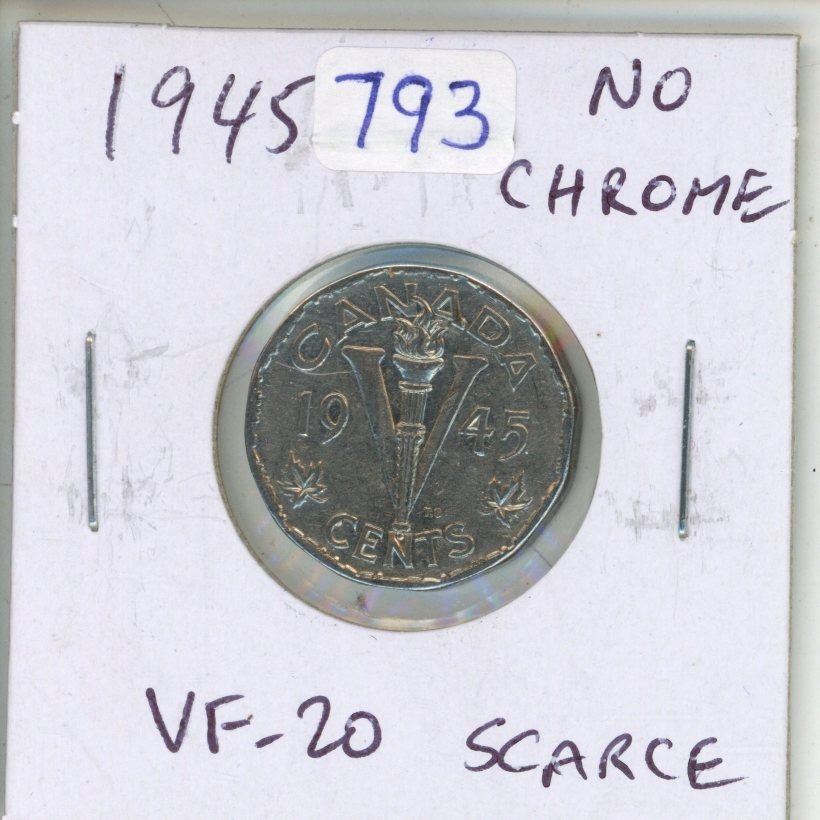 1945 793 NO
CHROME
CANADA
19 45
CENTS
VF-20 SCARCE